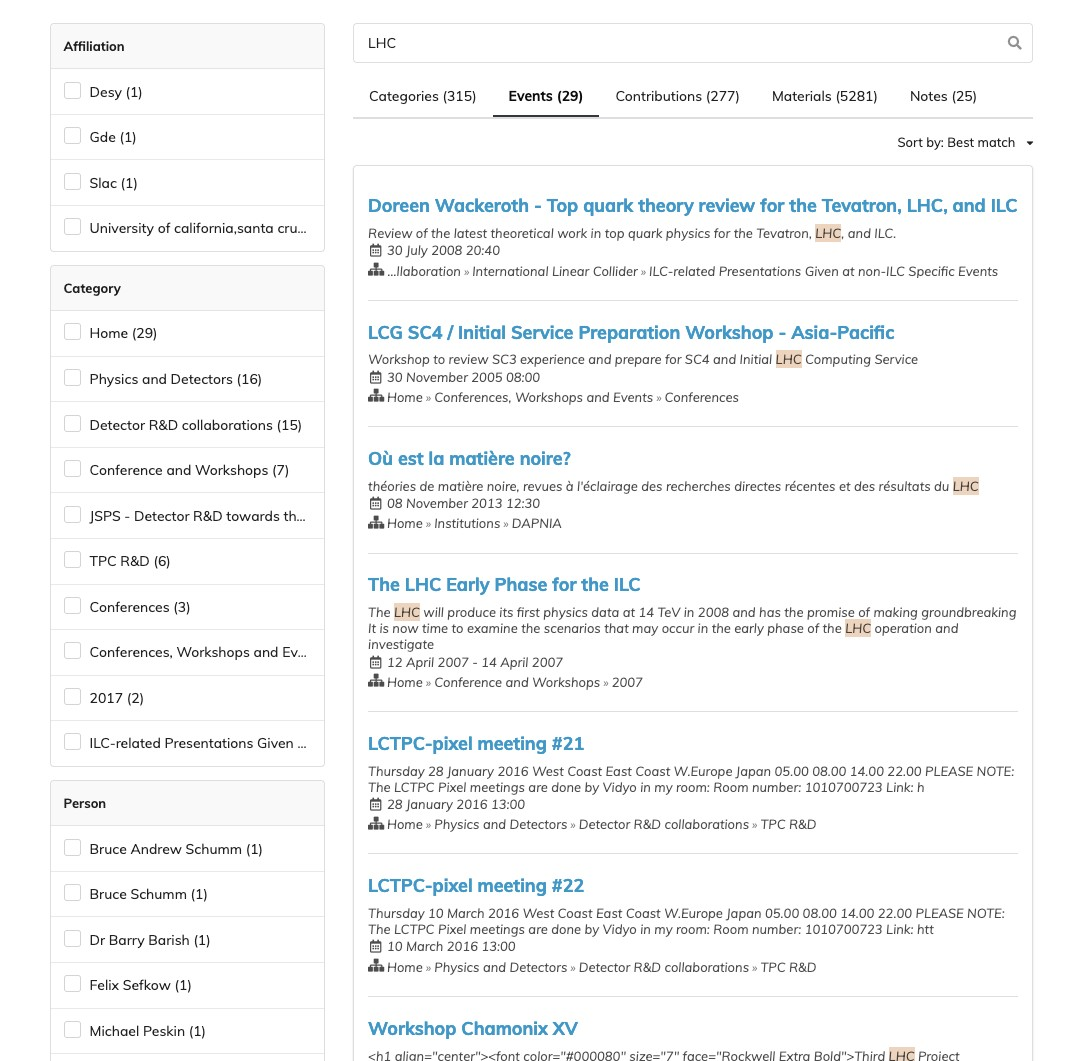 Affiliation
Desy (1)
Gde (1)
Slac (1)
University of california,santa cru...
Category
Home (29)
Physics and Detectors (16)
Detector R&D collaborations (15)
Conference and Workshops (7)
JSPS - Detector R&D towards th...
TPC R&D (6)
Conferences (3)
Conferences, Workshops and Ev...
2017 (2)
ILC-related Presentations Given ...
Person
Bruce Andrew Schumm (1)
Bruce Schumm (1)
Dr Barry Barish (1)
Felix Sefkow (1)
Michael Peskin (1)
LHC
Categories (315) Events (29) Contributions (277) Materials (5281) Notes (25)
Sort by: Best match
Doreen Wackeroth - Top quark theory review for the Tevatron, LHC, and ILC
Review of the latest theoretical work in top quark physics for the Tevatron, LHC, and ILC.
30 July 2008 20:40
...llaboration » International Linear Collider » ILC-related Presentations Given at non-ILC Specific Events
LCG SC4 / Initial Service Preparation Workshop - Asia-Pacific
Workshop to review SC3 experience and prepare for SC4 and Initial LHC Computing Service
30 November 2005 08:00
Home » Conferences, Workshops and Events » Conferences
Où est la matière noire?
théories de matière noire, revues à l'éclairage des recherches directes récentes et des résultats du LHC
08 November 2013 12:30
Home » Institutions » DAPNIA
The LHC Early Phase for the ILC
The LHC will produce its first physics data at 14 TeV in 2008 and has the promise of making groundbreaking
It is now time to examine the scenarios that may occur in the early phase of the LHC operation and
investigate
12 April 2007 - 14 April 2007
Home » Conference and Workshops » 2007
LCTPC-pixel meeting #21
Thursday 28 January 2016 West Coast East Coast W.Europe Japan 05.00 08.00 14.00 22.00 PLEASE NOTE:
The LCTPC Pixel meetings are done by Vidyo in my room: Room number: 1010700723 Link: h
28 January 2016 13:00
Home » Physics and Detectors » Detector R&D collaborations » TPC R&D
LCTPC-pixel meeting #22
Thursday 10 March 2016 West Coast East Coast W.Europe Japan 05.00 08.00 14.00 22.00 PLEASE NOTE:
The LCTPC Pixel meetings are done by Vidyo in my room: Room number: 1010700723 Link: htt
10 March 2016 13:00
Home » Physics and Detectors » Detector R&D collaborations » TPC R&D
Workshop Chamonix XV
<h1 align="center"><font color="#000080" size="7" face="Rockwell Extra Bold">Third LHC Project